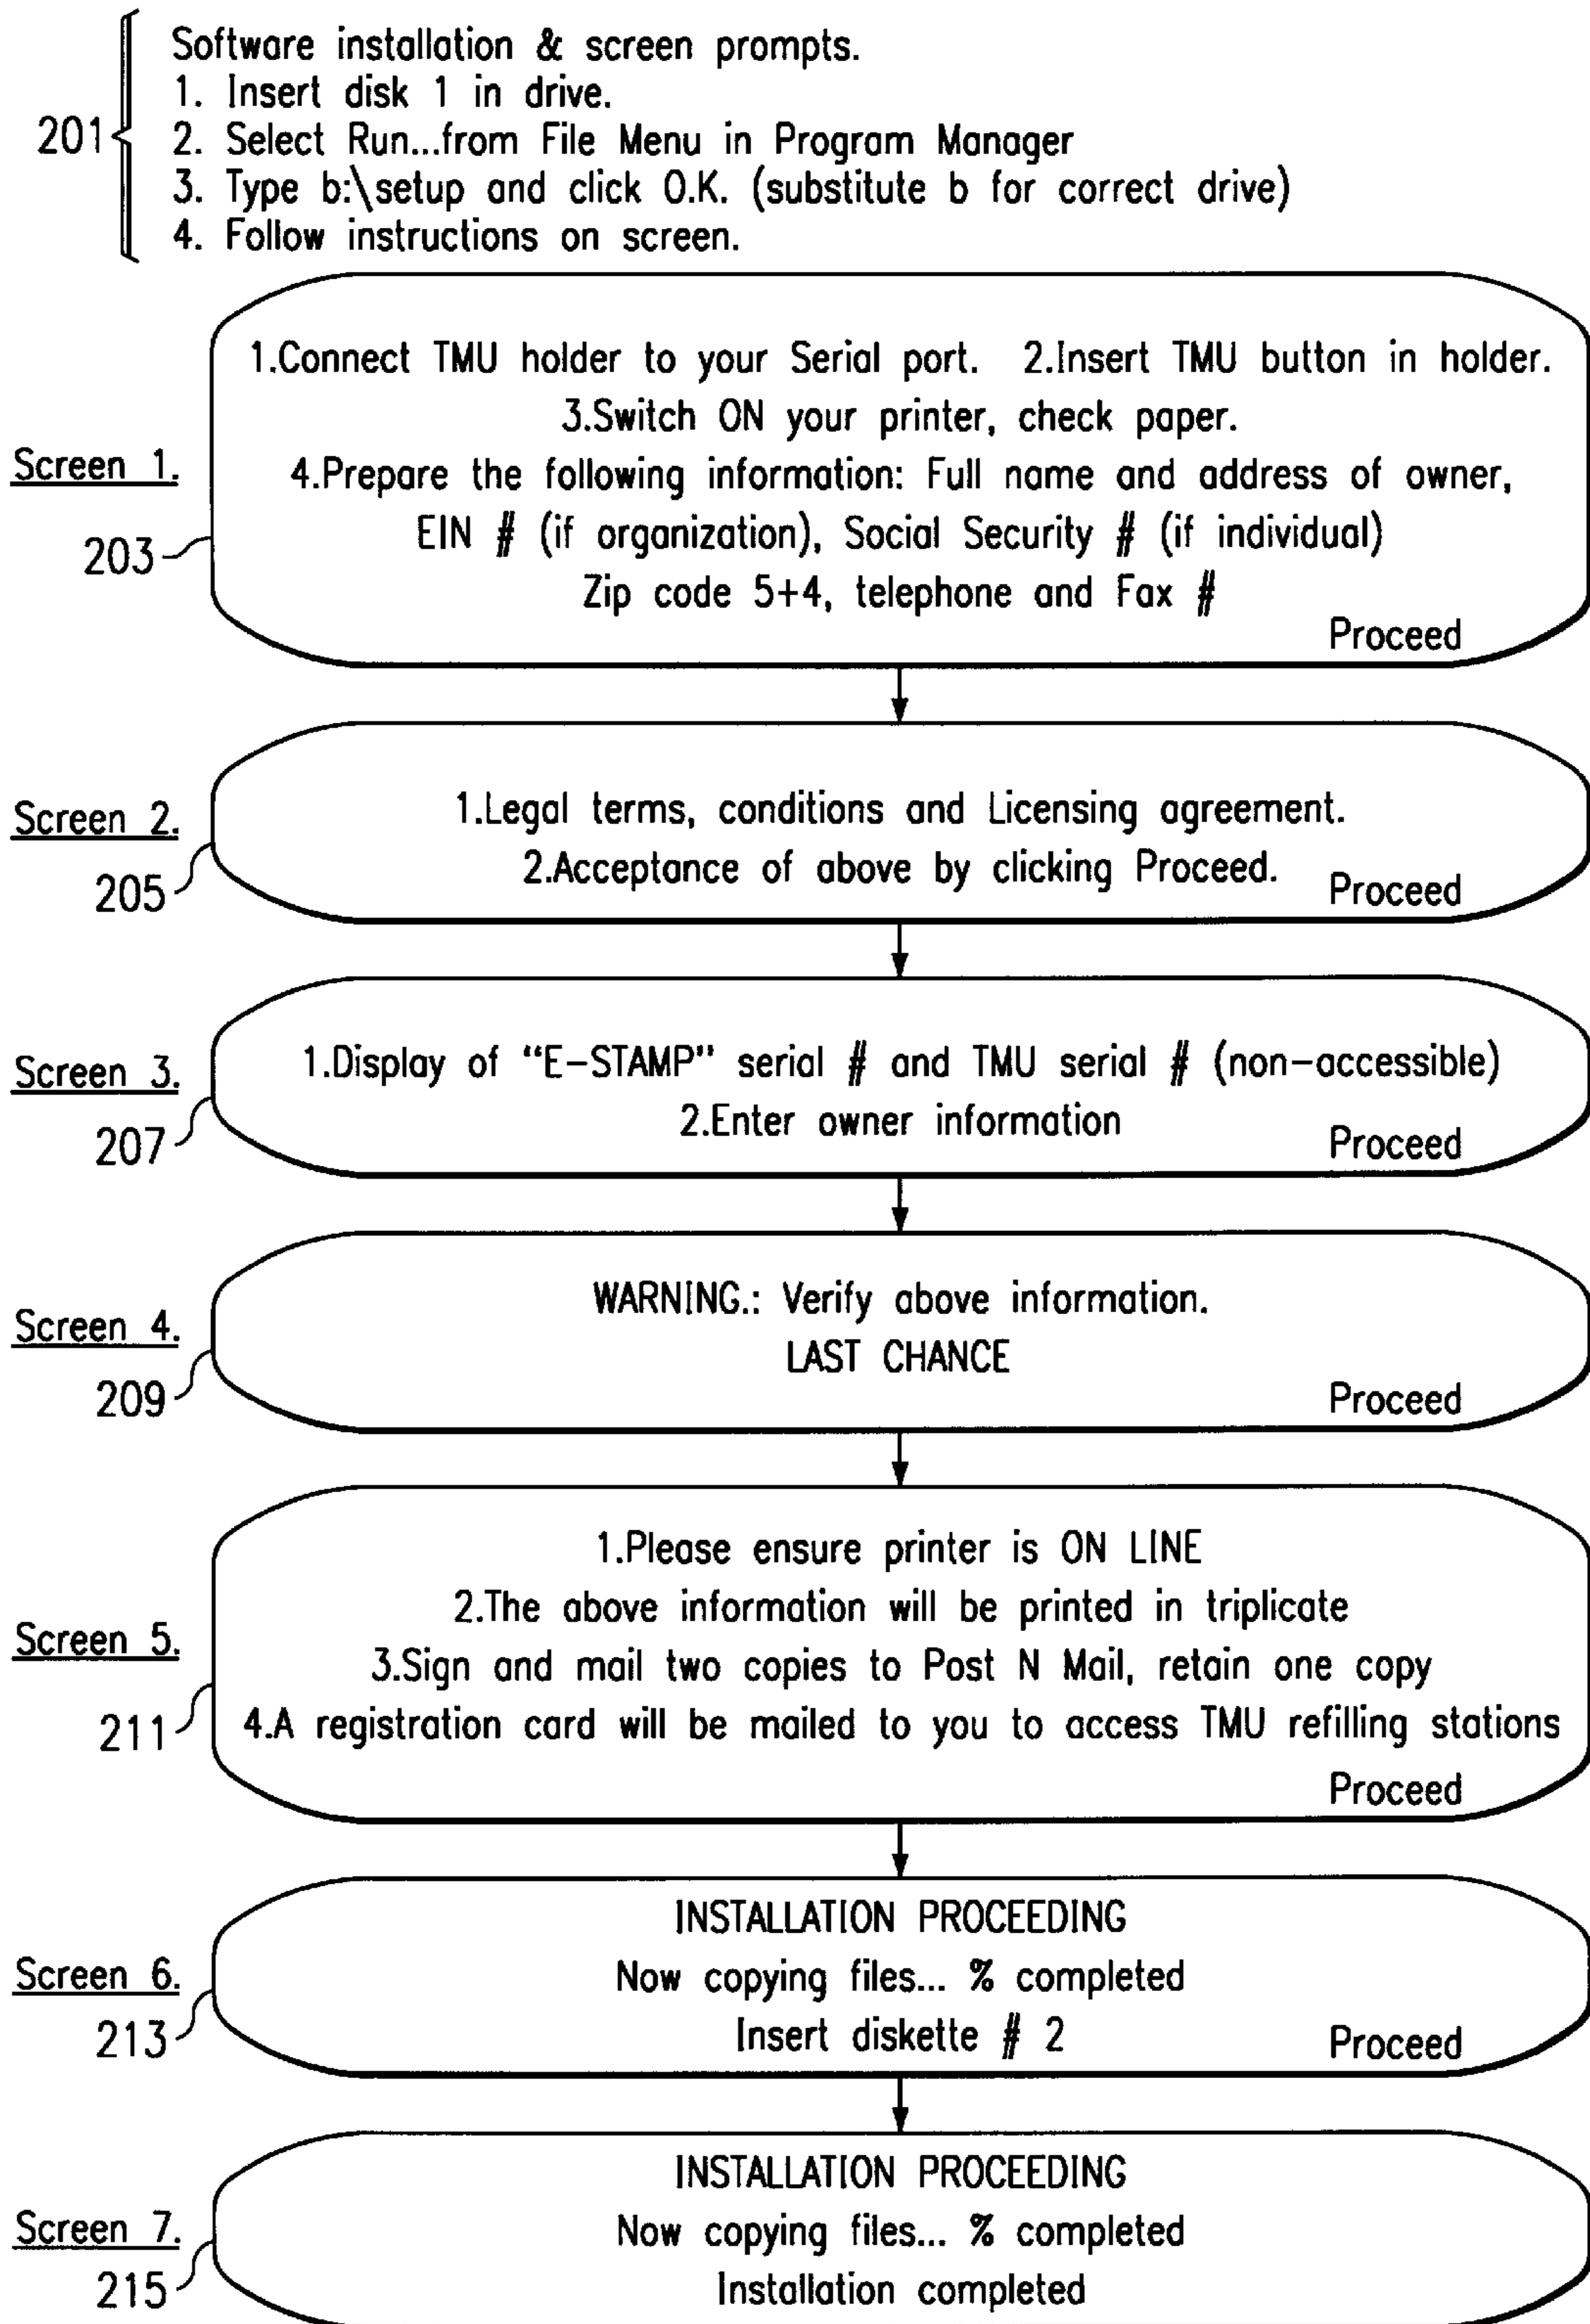 Software installation & screen prompts.
1. Insert disk 1 in drive.
201
2. Select Run...from File Menu in Program Manager
3. Type b:\setup and click O.K. (substitute b for correct drive)
4. Follow instructions on screen.
1.Connect TMU holder to your Serial port. 2.Insert TMU button in holder.
3.Switch ON your printer, check paper.
Screen 1.
4.Prepare the following information: Full name and address of owner,
EIN # (if organization), Social Security # (if individual)
203
Zip code 5+4, telephone and Fax #
Proceed
Screen 2.
1.Legal terms, conditions and Licensing agreement.
2.Acceptance of above by clicking Proceed.
205
Proceed
Screen 3.
1.Display of “E-STAMP” serial # and TMU serial # (non-accessible)
2.Enter owner information
207
Proceed
WARNING.: Verify above information.
Screen 4.
LAST CHANCE
209
Proceed
1.Please ensure printer is ON LINE
2.The above information will be printed in triplicate
Screen 5.
3.Sign and mail two copies to Post N Mail, retain one copy
211
4.A registration card will be mailed to you to access TMU refilling stations
Proceed
INSTALLATION PROCEEDING
Screen 6.
Now copying files... % completed
213
Insert diskette # 2
Proceed
INSTALLATION PROCEEDING
Screen 7.
Now copying files... % completed
215
Installation completed